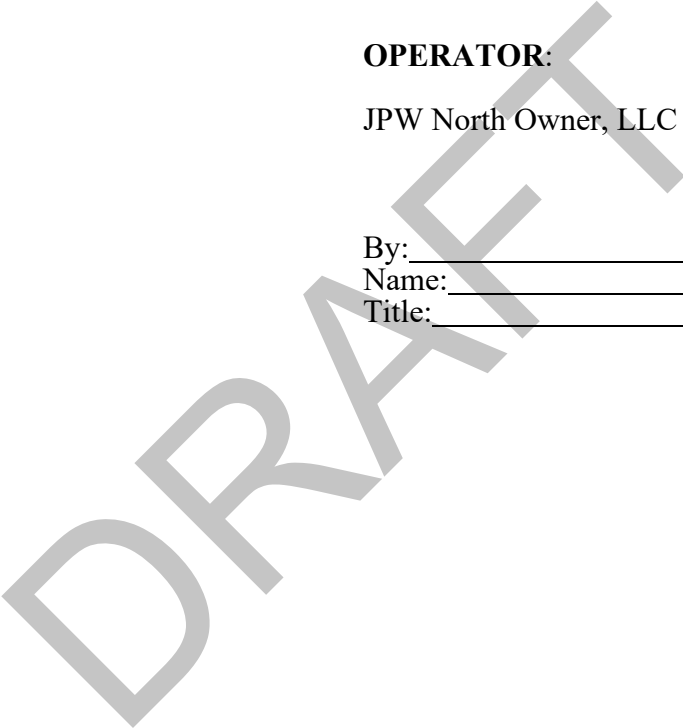 OPERATOR:
JPW North Owner, LLC
By:
Name:
Title:
DRAFT